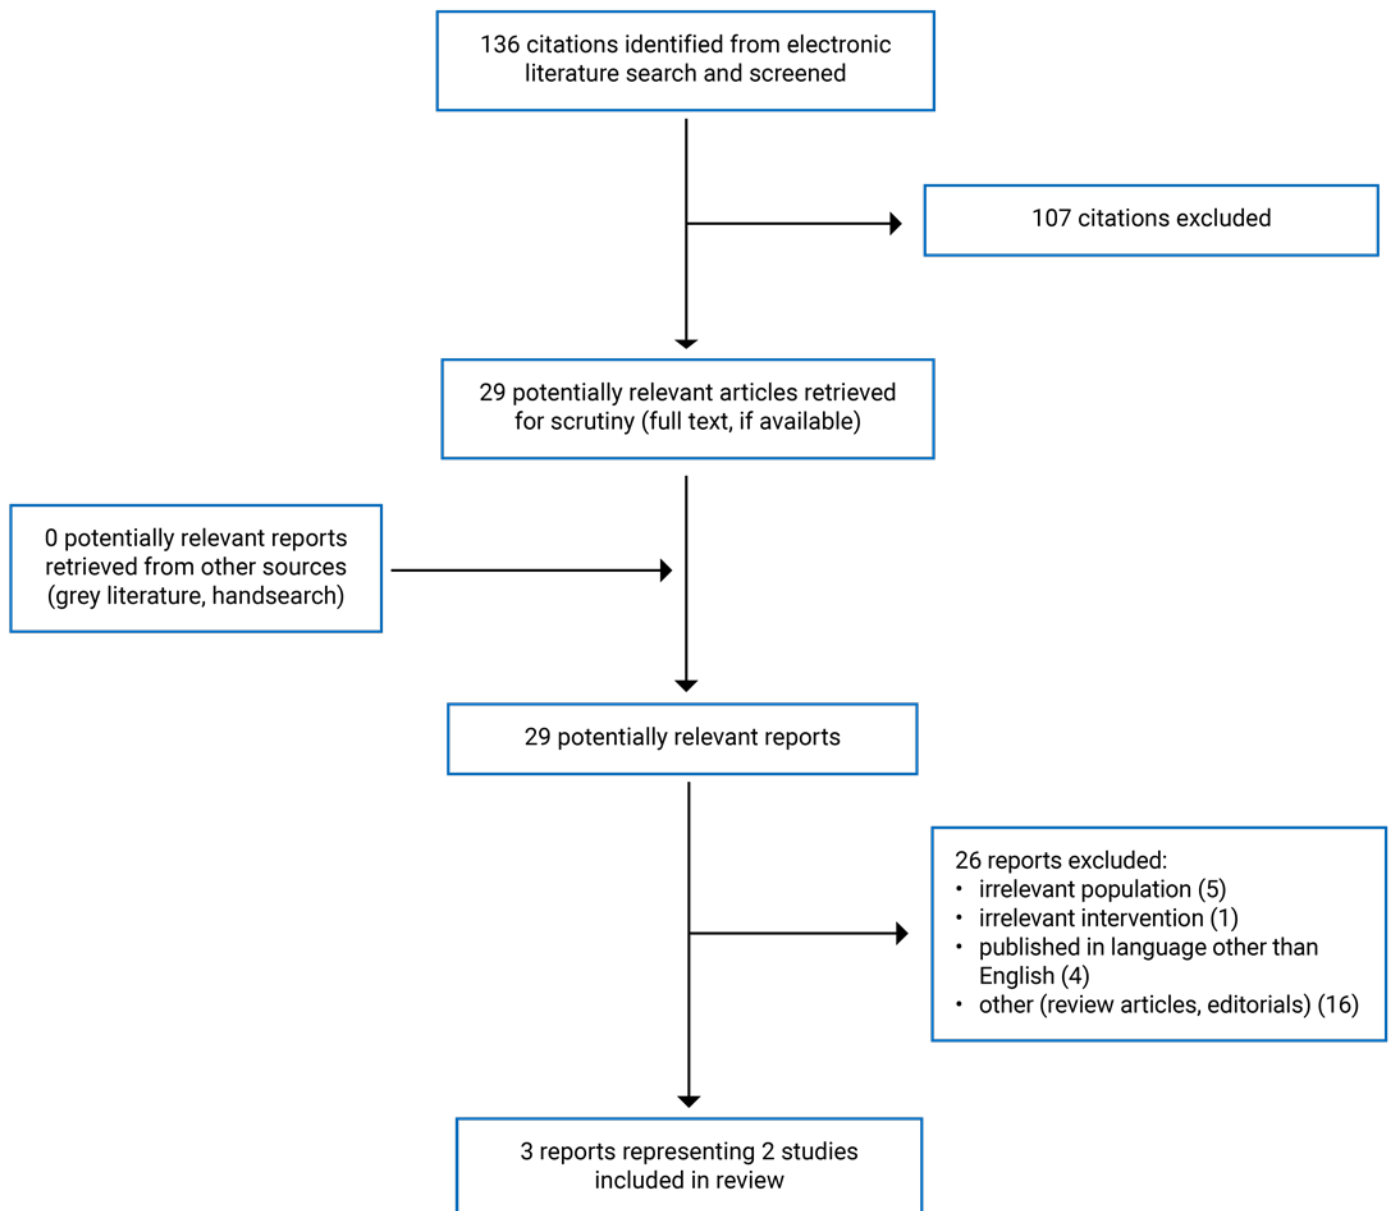 136 citations identified from electronic
literature search and screened
107 citations excluded
29 potentially relevant articles retrieved
for scrutiny (full text, if available)
0 potentially relevant reports
retrieved from other sources
(grey literature, handsearch)
29 potentially relevant reports
26 reports excluded:
• irrelevant population (5)
• irrelevant intervention (1)
• published in language other than
English (4)
• other (review articles, editorials) (16)
3 reports representing 2 studies
included in review